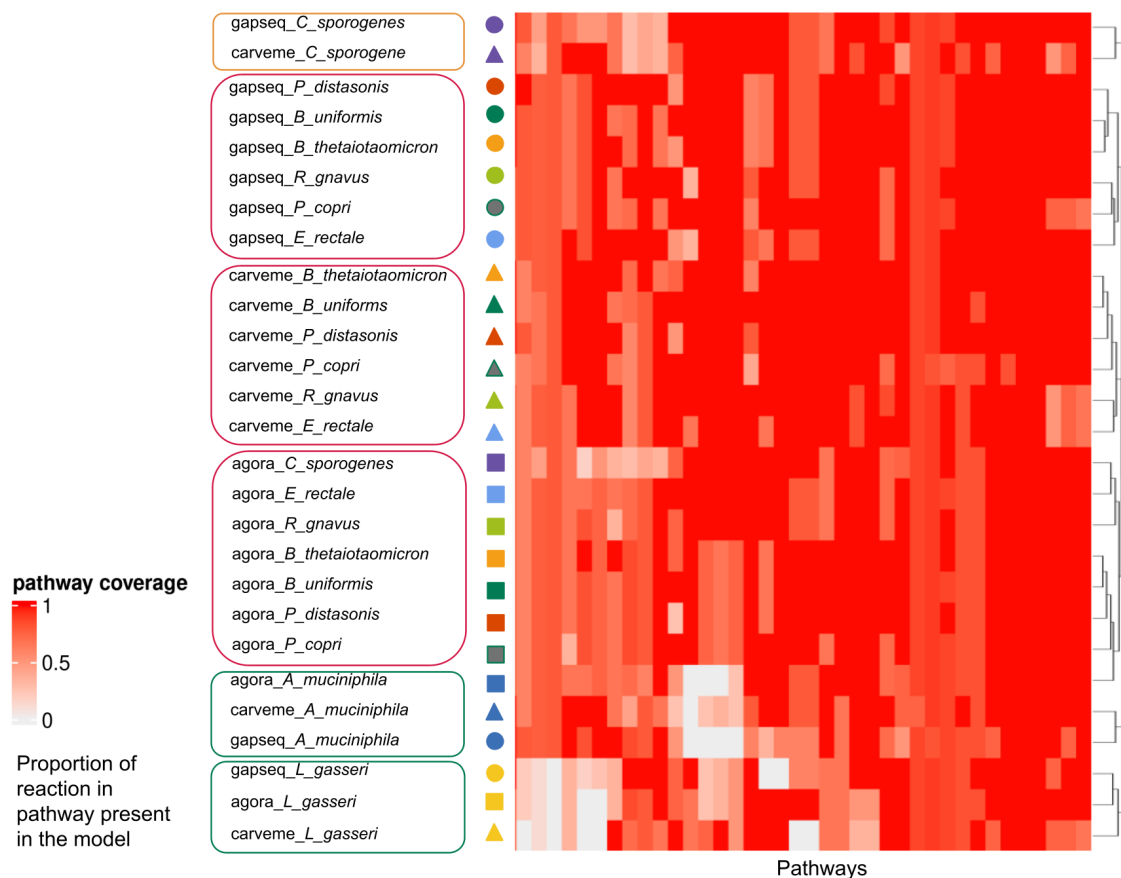 gapseq_C_sporogenes
carveme_C_sporogene
gapseq_P_distasonis
gapseq_B_uniformis
gapseq_B_thetaiotaomicron
gapseq_R_gnavus
gapseq_P_copri
gapseq_E_rectale
carveme_B_thetaiotaomicron
carveme_B_uniforms
carveme_P_distasonis
carveme_P_copri
carveme_R_gnavus
carveme_E_rectale
agora_C_sporogenes
agora_E_rectale
agora_R_gnavus
agora_B_thetaiotaomicron
agora_B_uniformis
agora_P_distasonis
agora_P_copri
agora_A_muciniphila
carveme_A_muciniphila
gapseq_A_muciniphila
gapseq_L_gasseri
agora_L_gasseri
carveme_L_gasseri
pathway coverage
1
0.5
0
Proportion of
reaction in
pathway present
in the model
Pathways